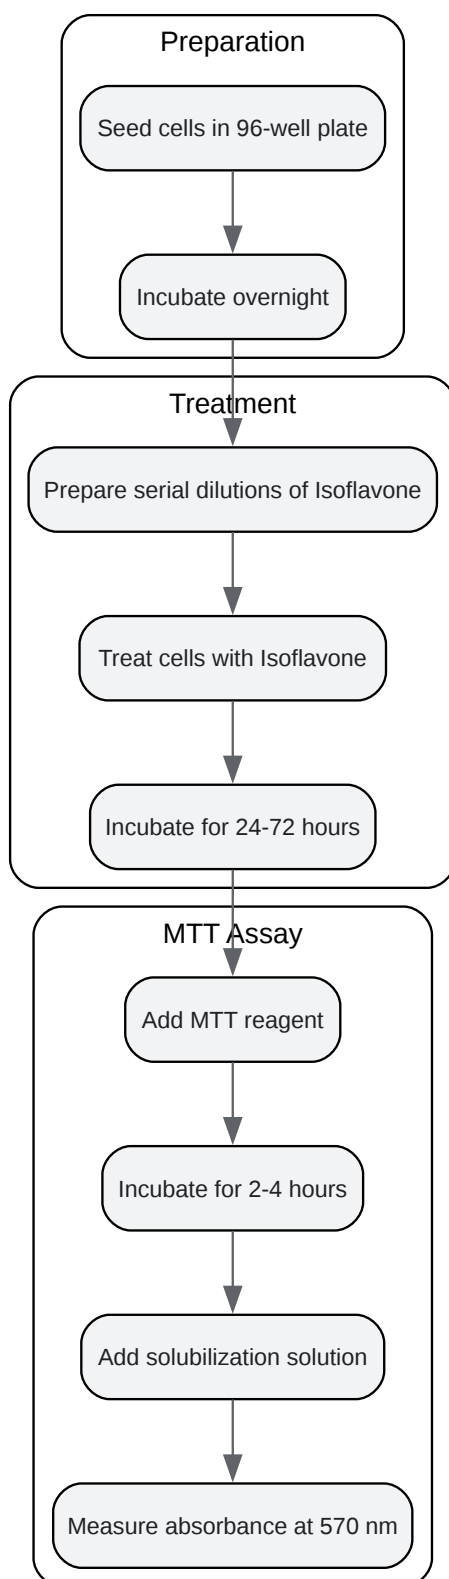 Preparation
Seed cells in 96-well plate
Incubate overnight
Treatment
Prepare serial dilutions of Isoflavone
Treat cells with Isoflavone
Incubate for 24-72 hours
MTT Assay
Add MTT reagent
Incubate for 2-4 hours
Add solubilization solution
Measure absorbance at 570 nm